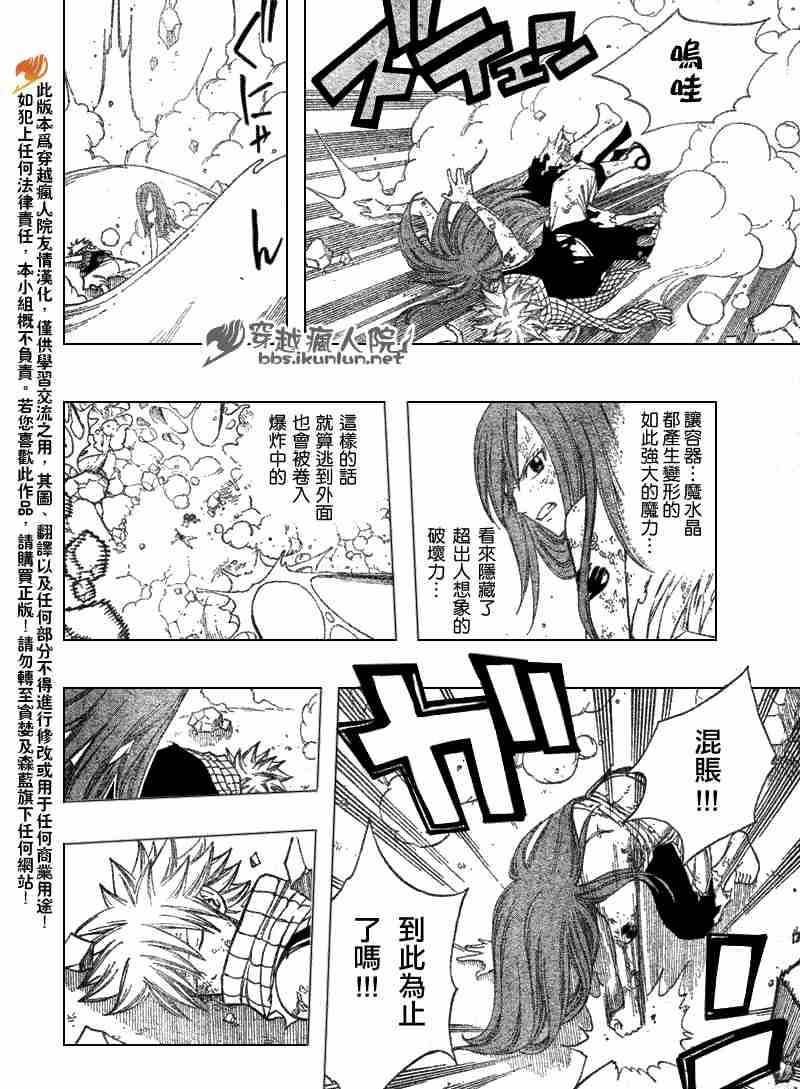 嗚
哇
ズテェン
ぐにゃん
穿越瘋人院
bbs.ikunlun.net
讓容器…魔水晶
都產生變形的
如此強大的魔力…
看來隱藏了
超出人想象的
破壞力…
這樣的話
就算逃到外面
也會被卷入
爆炸中的
混賬!!!
ガッ
到此為止
了嗎!!!
此版本爲穿越瘋人院友情漢化，僅供學習交流之用，其圖、翻譯以及任何部分不得進行修改或用于任何商業用途！
如犯上任何法律責任，本小組概不負責。若您喜歡此作品，請購買正版！請勿轉至貪婪及森藍旗下任何網站！